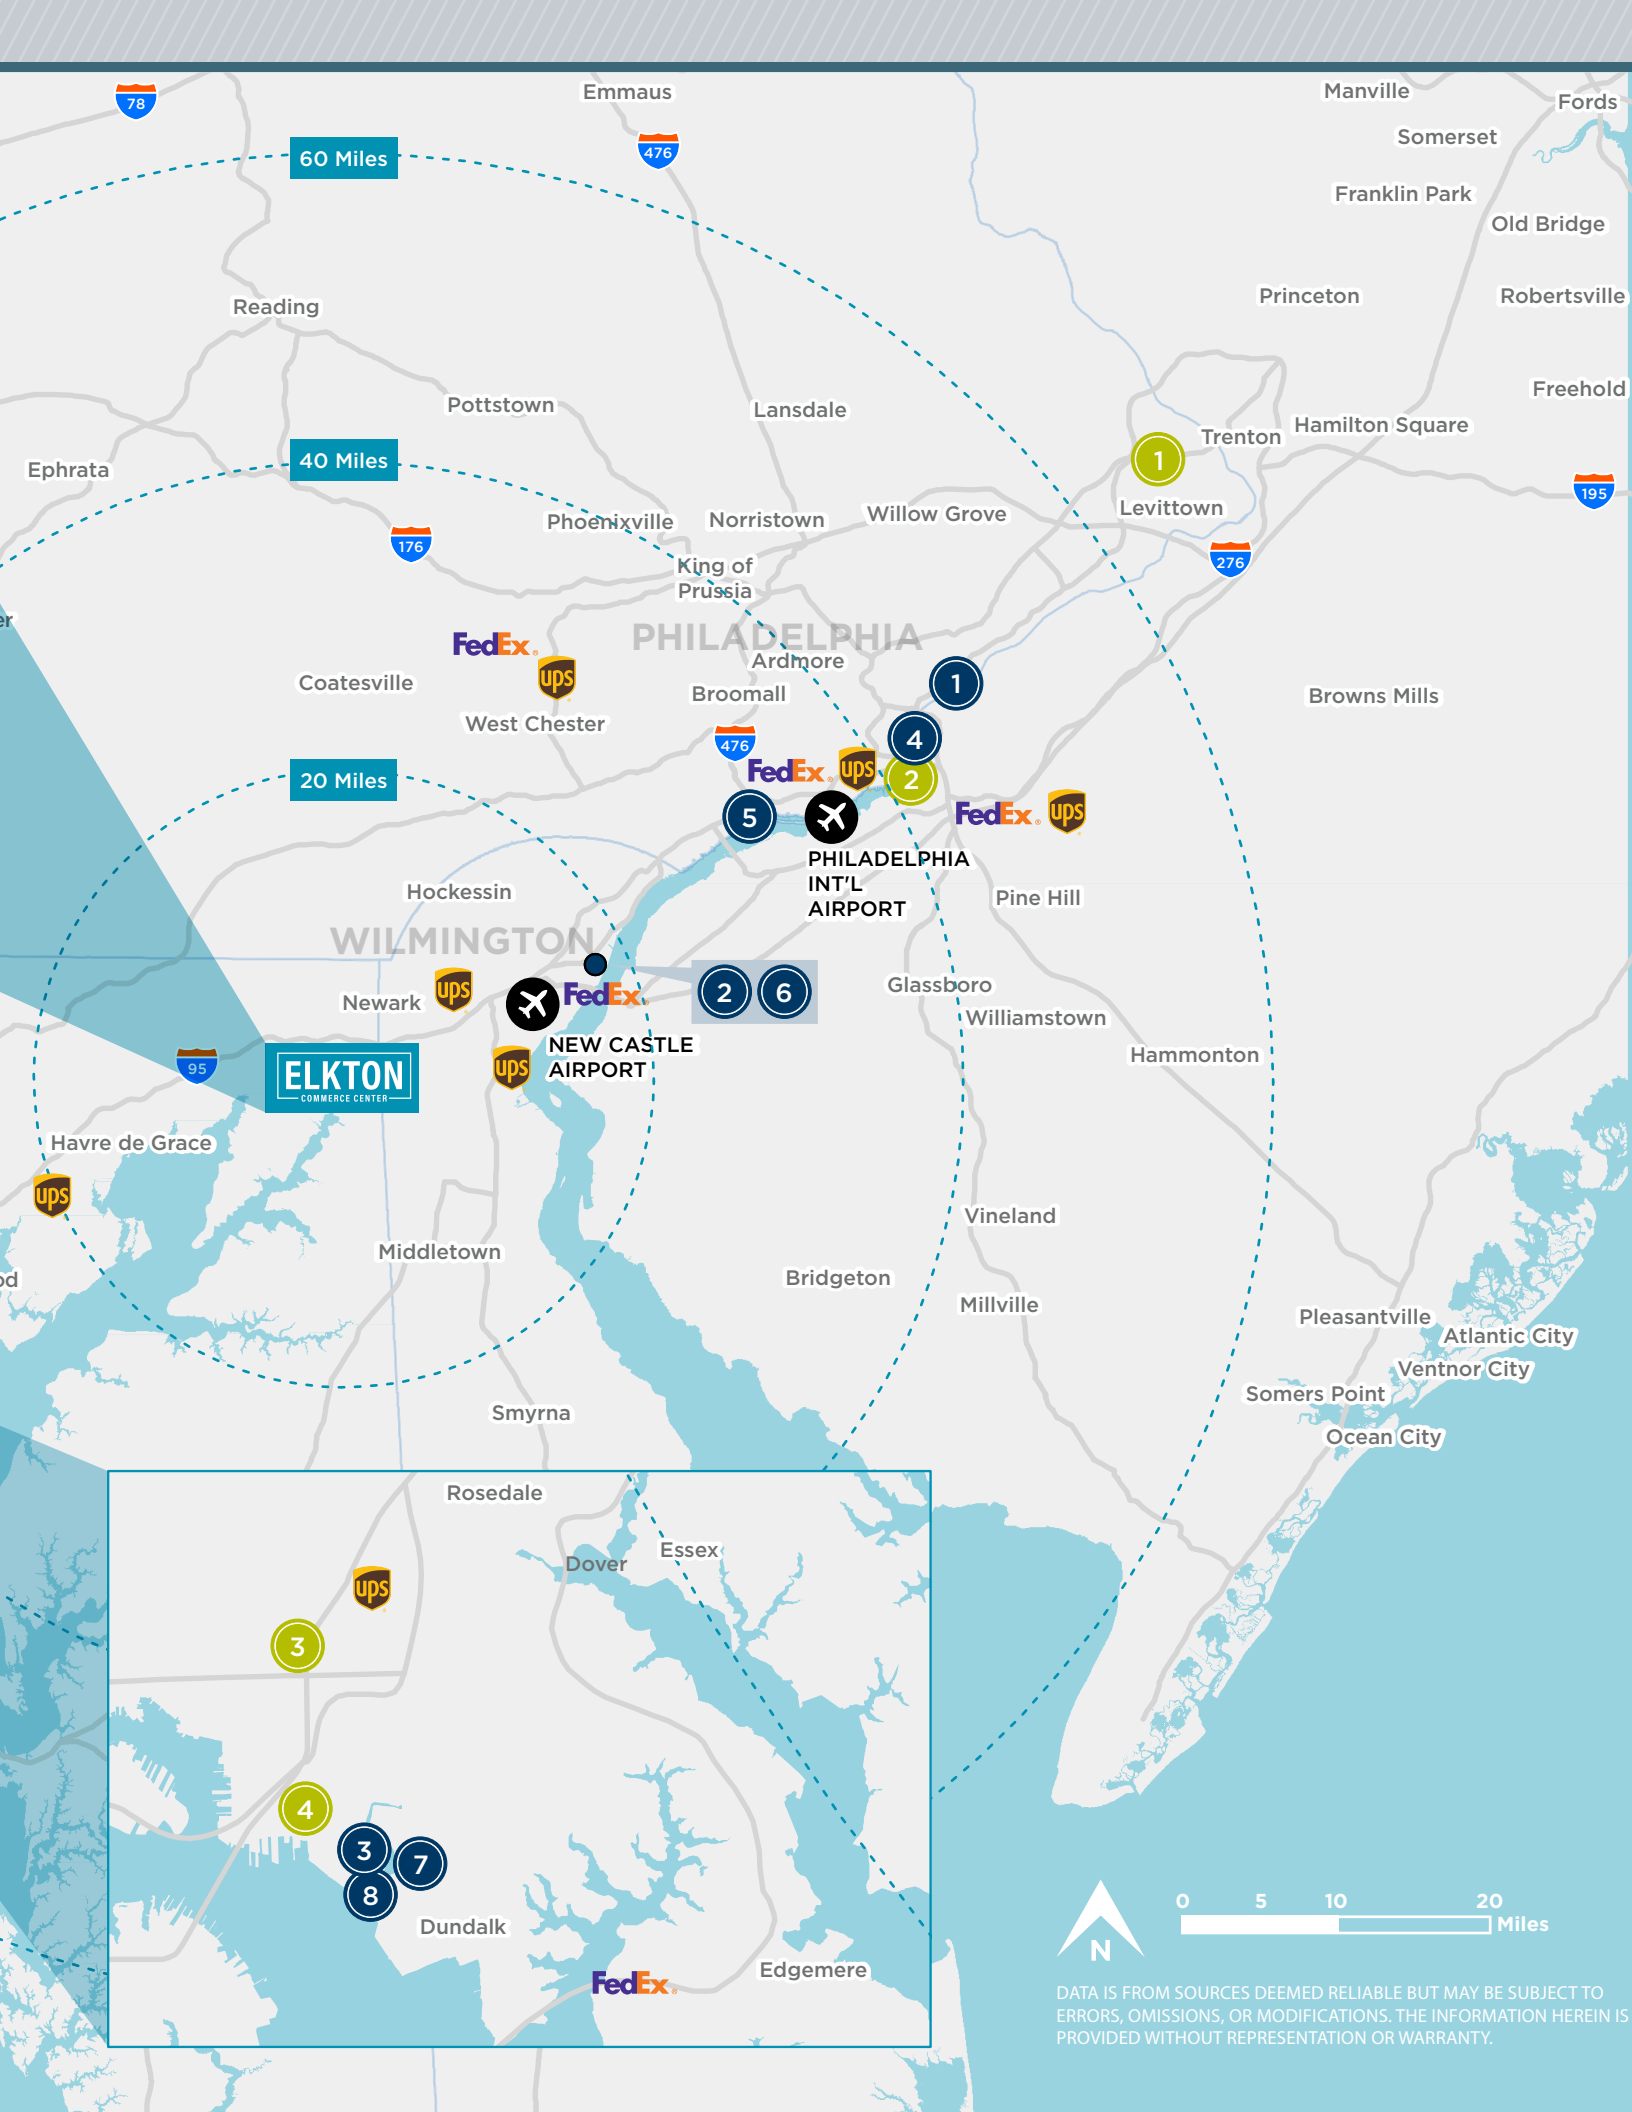 Emmaus
Manville
78
Fords
Somerset
476
60 Miles
Franklin Park
Old Bridge
Princeton
Robertsville
Reading
Freehold
Pottstown
Lansdale
Hamilton Square
Trenton
40 Miles
1
Ephrata
195
Levittown
Willow Grove
Phoenixville
Norristown
176
276
King of
Prussia
er
PHILADELPHIA
FedEx®
Ardmore
ups
Coatesville
1
Broomall
Browns Mills
West Chester
4
476
FedEx®
ups
2
20 Miles
5
FedEx®
ups
PHILADELPHIA
INT'L
AIRPORT
Hockessin
Pine Hill
WILMINGTON
Glassboro
ups
FedEx
2
6
Newark
Williamstown
NEW CASTLE
AIRPORT
Hammonton
95
ELKTON
COMMERCE CENTER
ups
Havre de Grace
ups
Vineland
Middletown
od
Bridgeton
Millville
Pleasantville
Atlantic City
Ventnor City
Somers Point
Smyrna
Ocean City
Rosedale
Essex
Dover
ups
3
4
3
7
8
Dundalk
Edgemere
FedEx®
0 5 10 20
Miles
N
DATA IS FROM SOURCES DEEMED RELIABLE BUT MAY BE SUBJECT TO
ERRORS, OMISSIONS, OR MODIFICATIONS. THE INFORMATION HEREIN IS
PROVIDED WITHOUT REPRESENTATION OR WARRANTY.